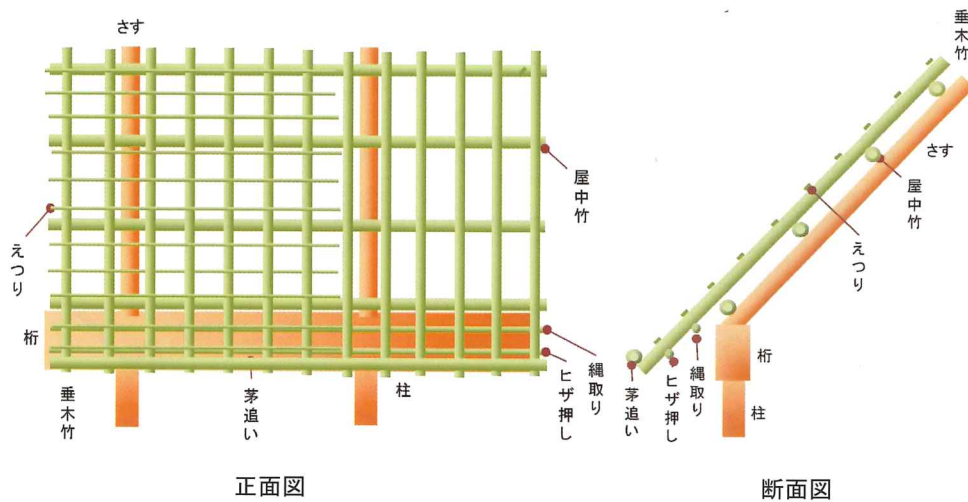 さす
えつり
桁
垂木竹
茅追い
柱
ヒザ押し
縄取り
屋中竹
正面図
垂木竹
さす
屋中竹
えつり
桁
縄取り
ヒザ押し
茅追い
柱
断面図